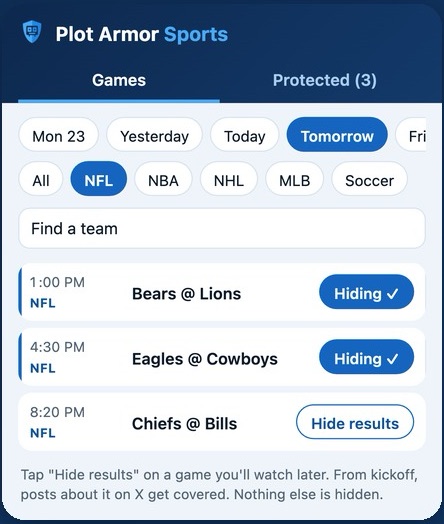 Plot Armor Sports
Games
Protected (3)
Mon 23
Yesterday
Today
Tomorrow
Fri
All
NFL
NBA
NHL
MLB
Soccer
Find a team
1:00 PM
NFL
Bears @ Lions
Hiding ✓
4:30 PM
NFL
Eagles @ Cowboys
Hiding ✓
8:20 PM
NFL
Chiefs @ Bills
Hide results
Tap "Hide results" on a game you'll watch later. From kickoff,
posts about it on X get covered. Nothing else is hidden.